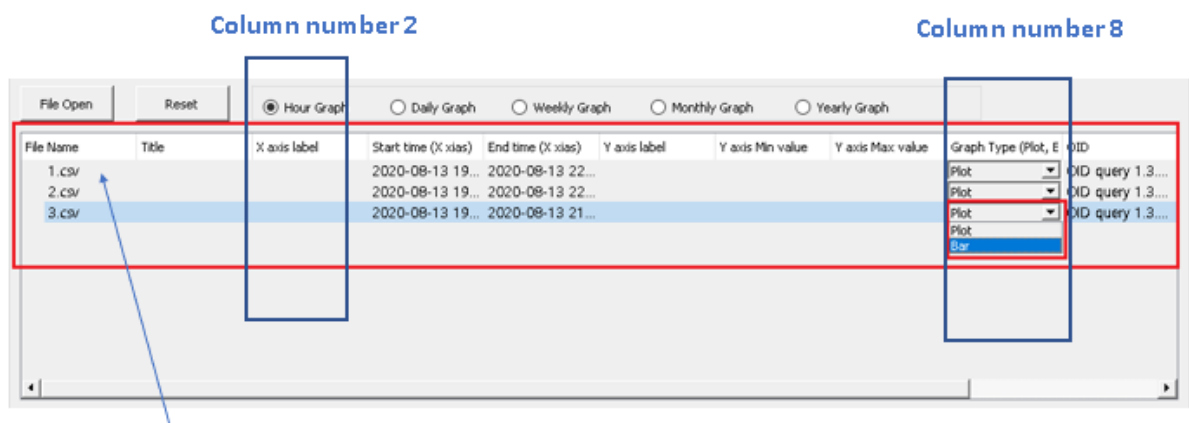 Column number 2 Column number 8
File Open Reset Hour Graph Daily Graph Weekly Graph Monthly Graph Yearly Graph
File Name Title X axis label Start time (X xias) End time (X xias) Y axis label Y axis Min value Y axis Max value Graph Type (Plot, E OID
1.csv 2020-08-13 19... 2020-08-13 22... Plot OID query 1.3....
2.csv 2020-08-13 19... 2020-08-13 22... Plot OID query 1.3....
3.csv 2020-08-13 19... 2020-08-13 21... Plot OID query 1.3....
Plot
Bar